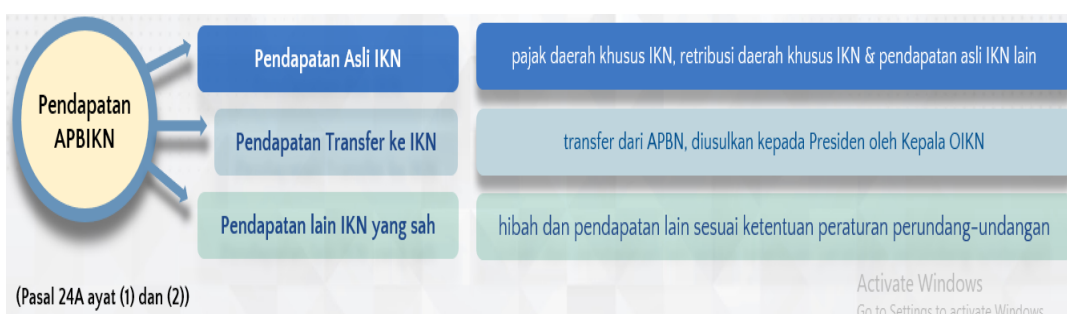 Pendapatan
APBIKN
Pendapatan Asli IKN
pajak daerah khusus IKN, retribusi daerah khusus IKN & pendapatan asli IKN lain
Pendapatan Transfer ke IKN
transfer dari APBN, diusulkan kepada Presiden oleh Kepala OIKN
Pendapatan lain IKN yang sah
hibah dan pendapatan lain sesuai ketentuan peraturan perundang-undangan
(Pasal 24A ayat (1) dan (2))
Activate Windows
Go to Settings to activate Windows.